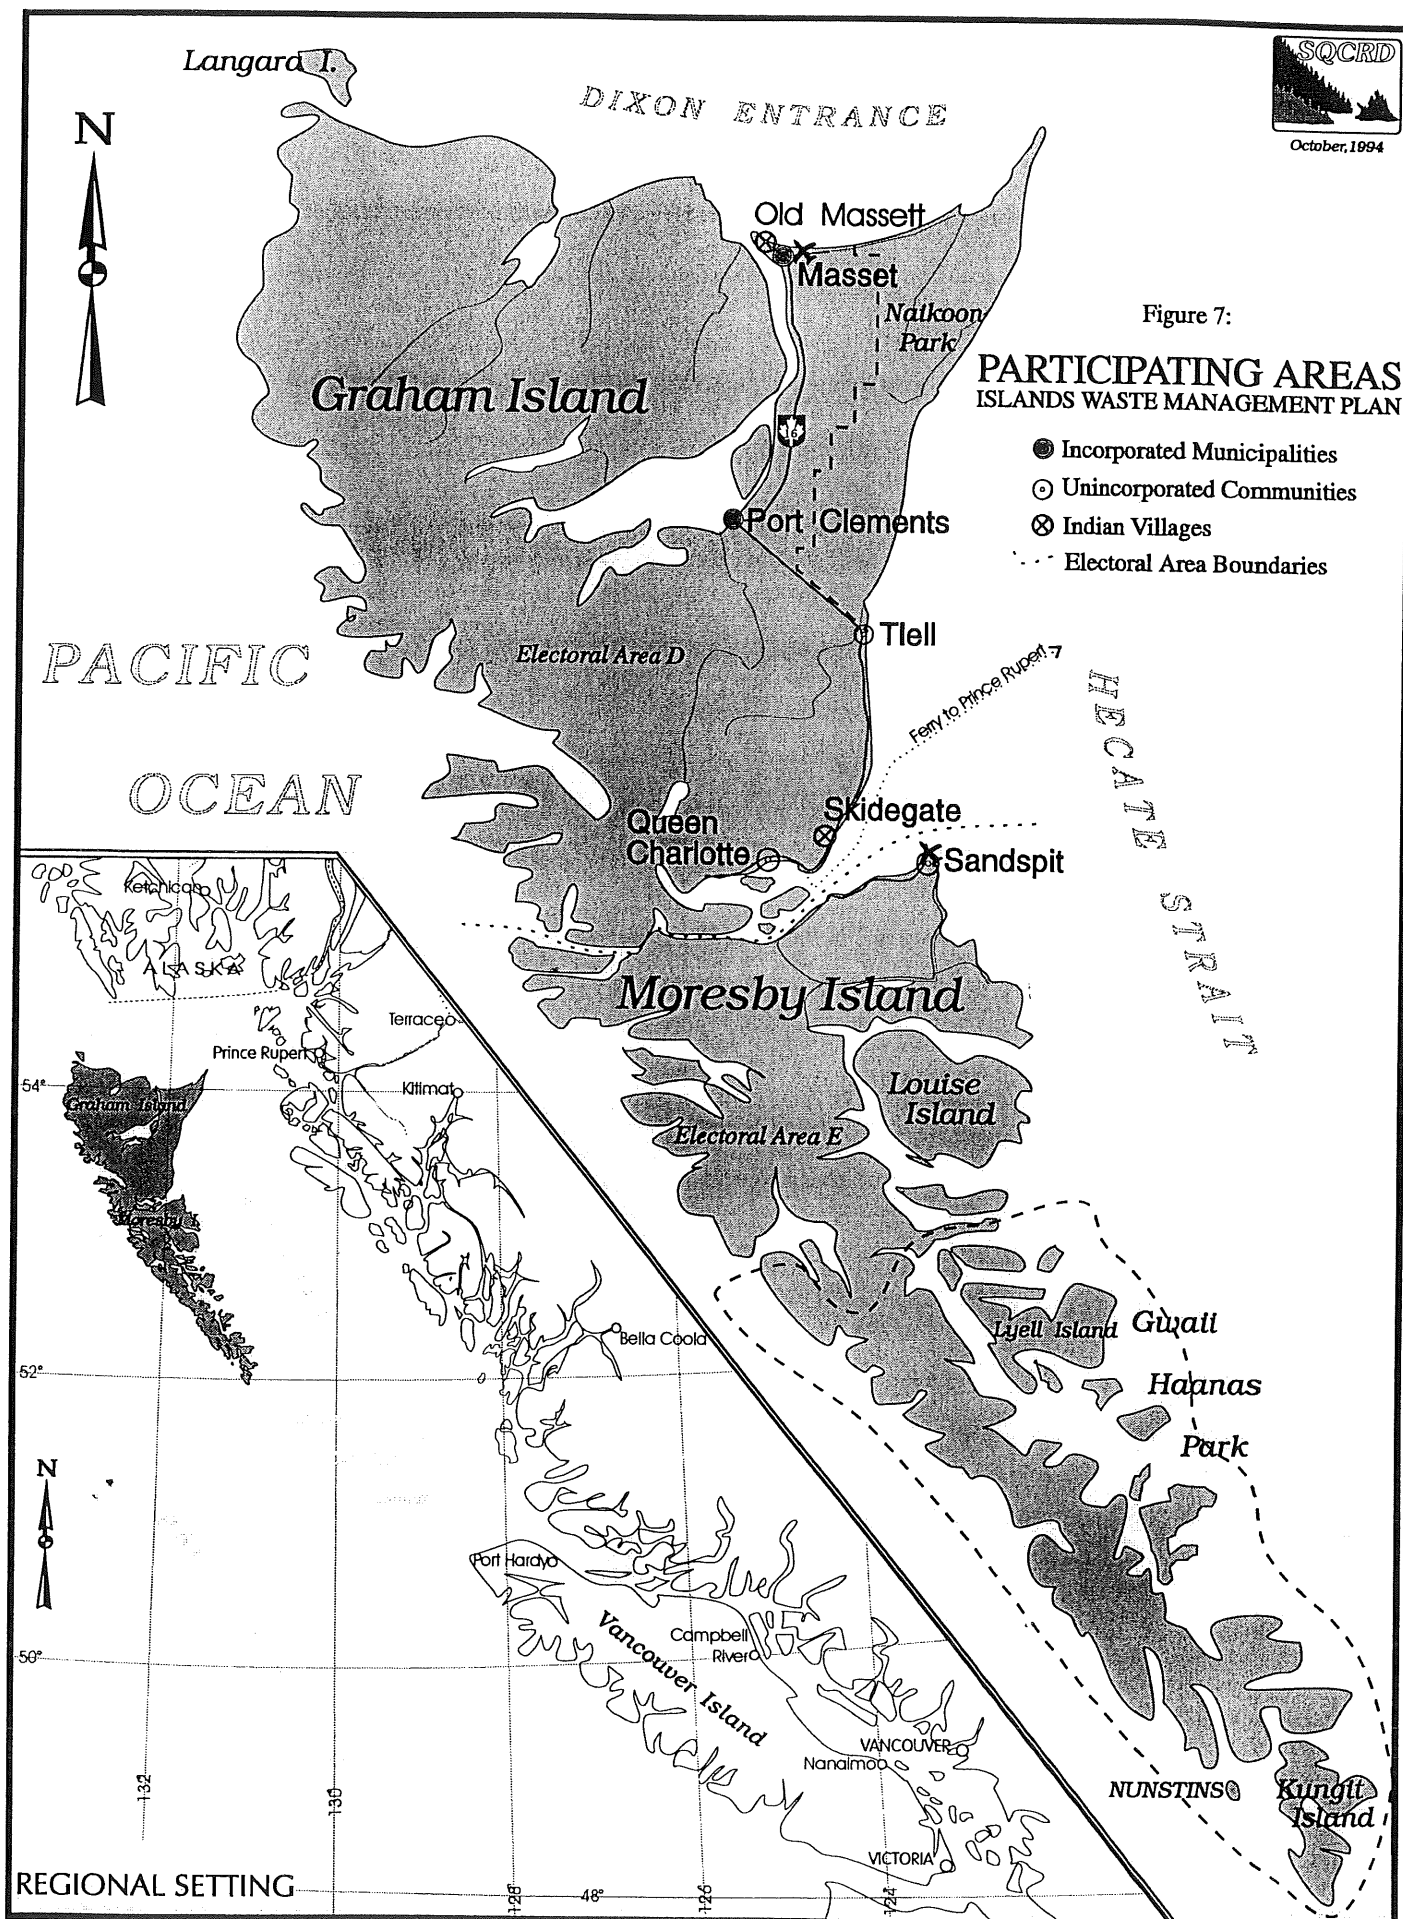 Langara I.
DIXON ENTRANCE
SQCRD
October, 1994
N
Old Massett
Masset
Naikoon
Park
Figure 7:
PARTICIPATING AREAS
ISLANDS WASTE MANAGEMENT PLAN
Incorporated Municipalities
Unincorporated Communities
Indian Villages
Electoral Area Boundaries
Graham Island
16
Port Clements
Tlell
PACIFIC
OCEAN
Electoral Area D
Ferry to Prince Rupert
HECATE STRAIT
Skidegate
Queen
Charlotte
Sandspit
Moresby Island
Louise
Island
Electoral Area E
Lyell Island
Gwaii
Haanas
Park
NUNSTINS
Kungit
Island
Ketchican
ALASKA
Terrace
Prince Rupert
Kitimat
54°
Graham Island
Moresby I.
Bella Coola
52°
N
Port Hardy
Vancouver Island
Campbell
River
50°
VANCOUVER
Nanaimo
VICTORIA
132
130
128
48°
126
124
REGIONAL SETTING